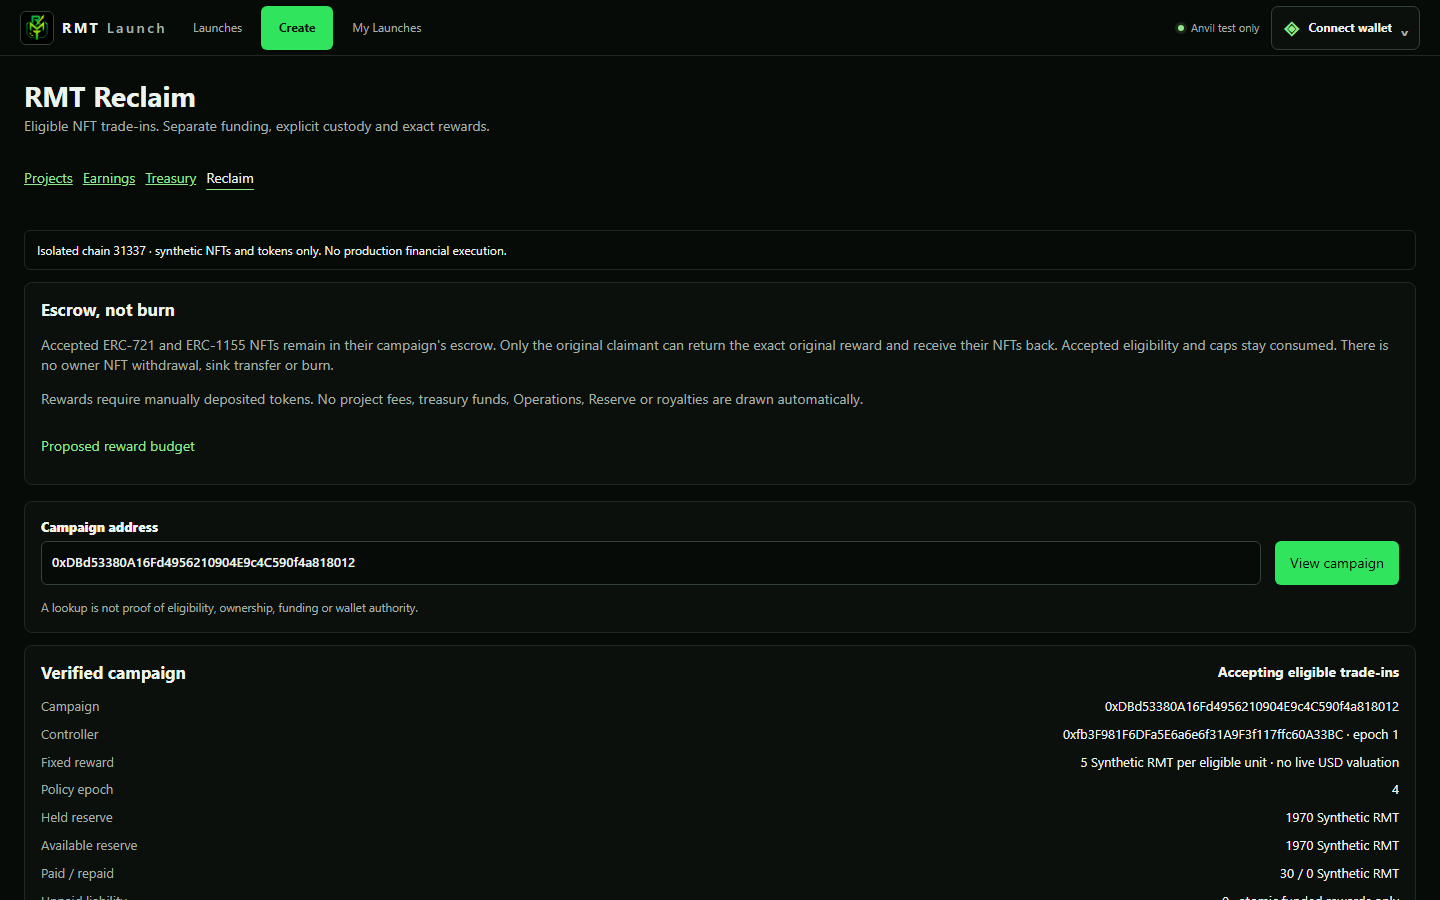 RMT Launch
Launches
Create
My Launches
Anvil test only
Connect wallet
RMT Reclaim
Eligible NFT trade-ins. Separate funding, explicit custody and exact rewards.
Projects Earnings Treasury Reclaim
Isolated chain 31337 · synthetic NFTs and tokens only. No production financial execution.
Escrow, not burn
Accepted ERC-721 and ERC-1155 NFTs remain in their campaign's escrow. Only the original claimant can return the exact original reward and receive their NFTs back. Accepted eligibility and caps stay consumed. There is
no owner NFT withdrawal, sink transfer or burn.
Rewards require manually deposited tokens. No project fees, treasury funds, Operations, Reserve or royalties are drawn automatically.
Proposed reward budget
Campaign address
0xDBd53380A16Fd4956210904E9c4C590f4a818012
View campaign
A lookup is not proof of eligibility, ownership, funding or wallet authority.
Verified campaign
Accepting eligible trade-ins
Campaign 0xDBd53380A16Fd4956210904E9c4C590f4a818012
Controller 0xfb3F981F6DFa5E6a6e6f31A9F3f117ffc60A33BC · epoch 1
Fixed reward 5 Synthetic RMT per eligible unit · no live USD valuation
Policy epoch 4
Held reserve 1970 Synthetic RMT
Available reserve 1970 Synthetic RMT
Paid / repaid 30 / 0 Synthetic RMT
Unpaid liability 0 · atomic funded rewards only